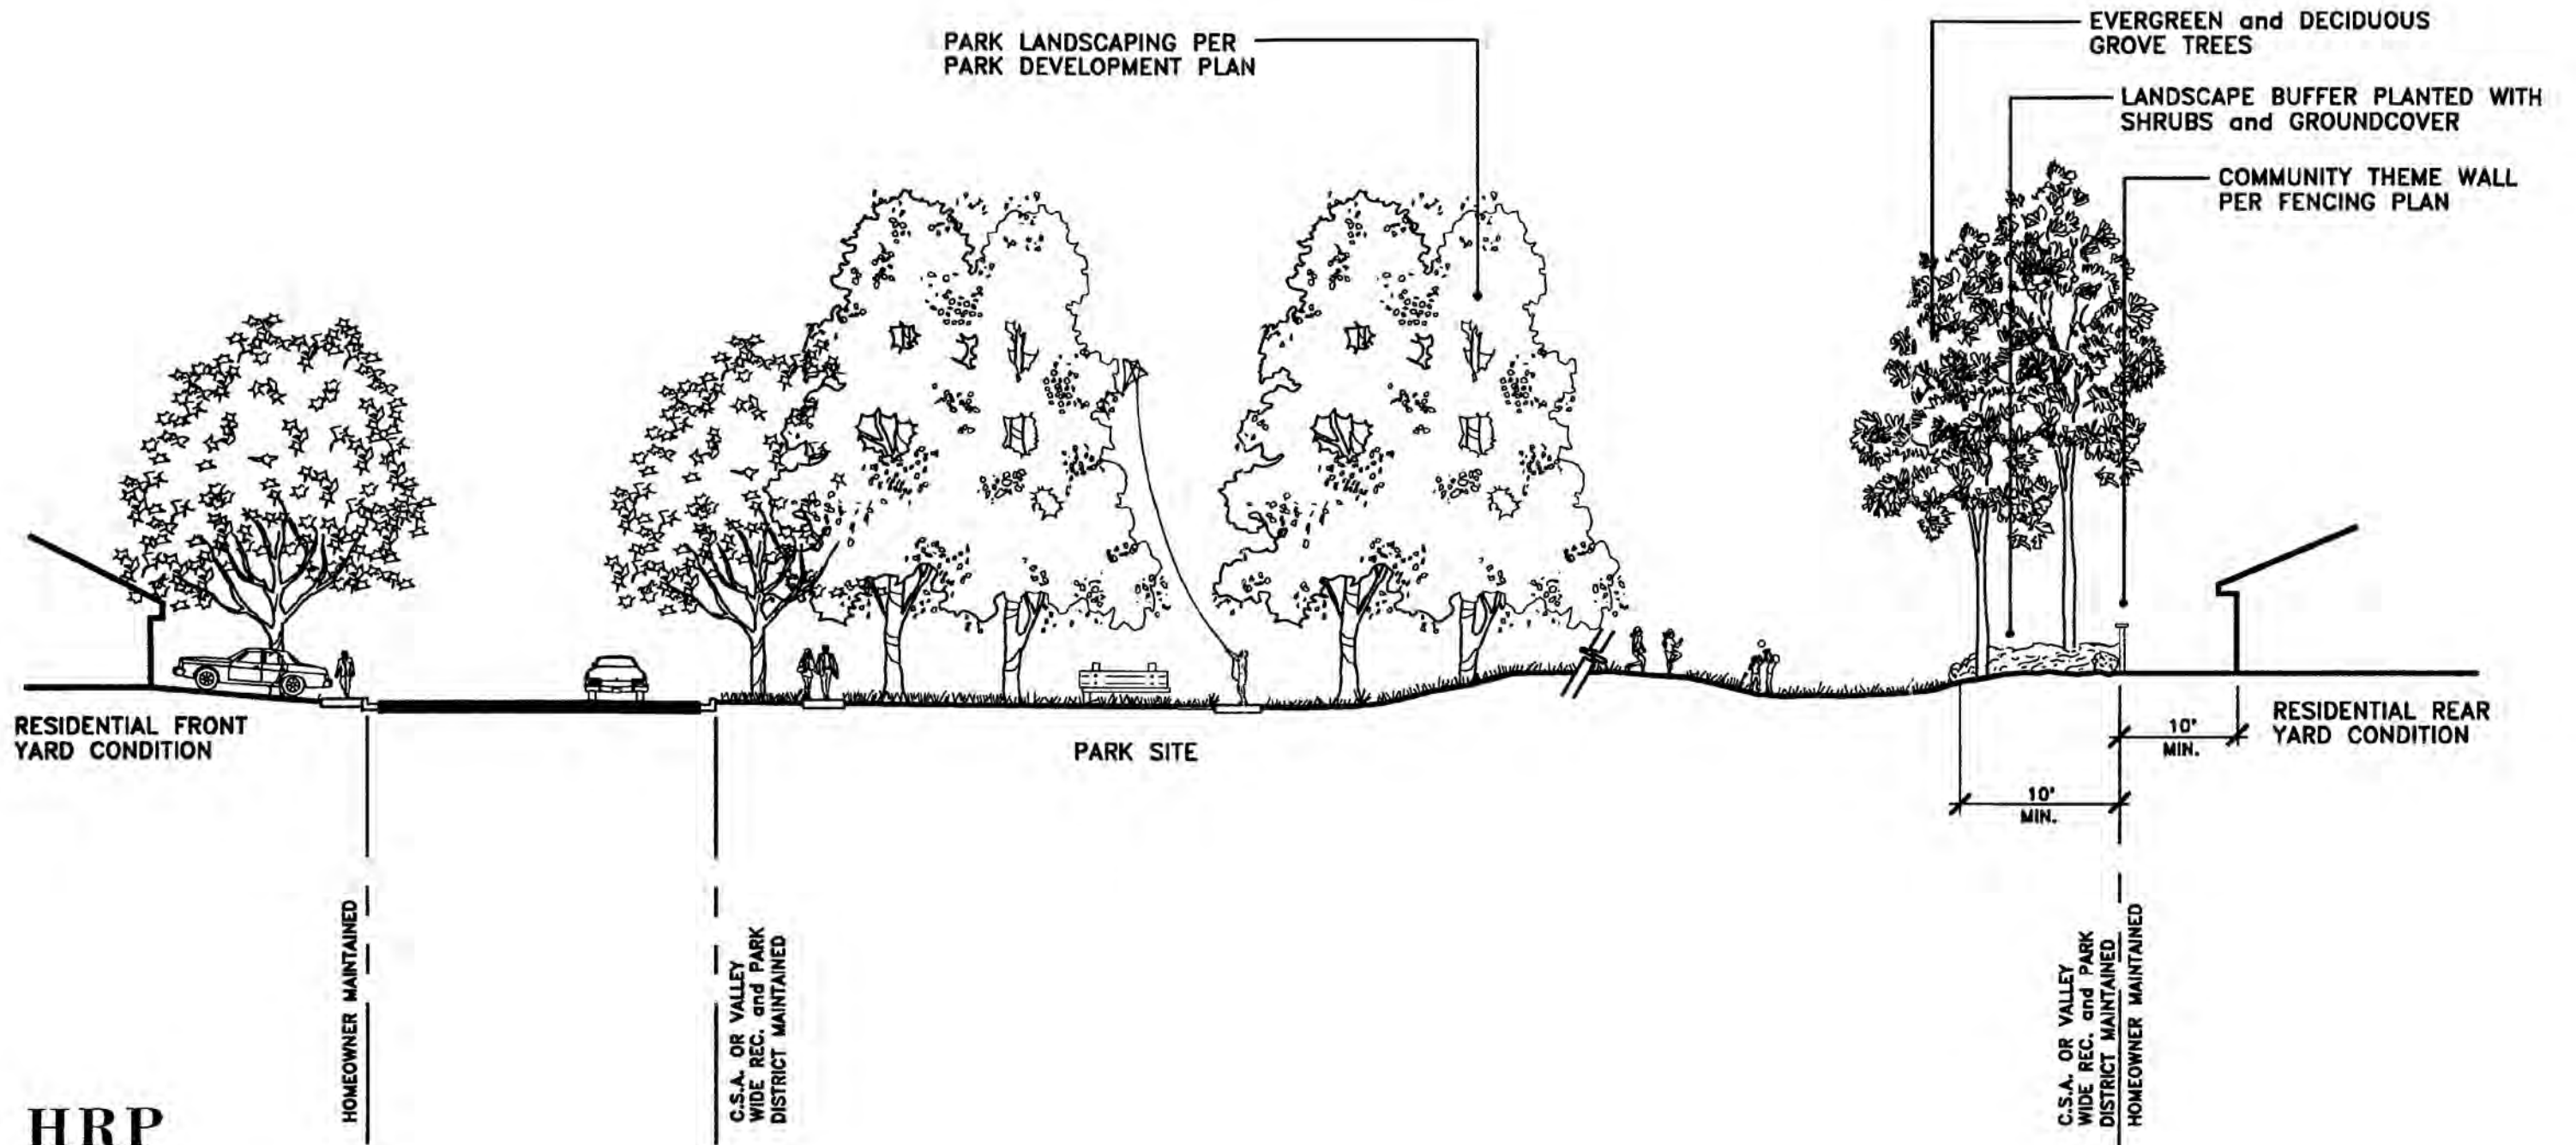 PARK LANDSCAPING PER
PARK DEVELOPMENT PLAN
EVERGREEN and DECIDUOUS
GROVE TREES
LANDSCAPE BUFFER PLANTED WITH
SHRUBS and GROUNDCOVER
COMMUNITY THEME WALL
PER FENCING PLAN
RESIDENTIAL FRONT
YARD CONDITION
PARK SITE
10'
MIN.
RESIDENTIAL REAR
YARD CONDITION
10'
MIN.
HOMEOWNER MAINTAINED
C.S.A. OR VALLEY
WIDE REC. and PARK
DISTRICT MAINTAINED
C.S.A. OR VALLEY
WIDE REC. and PARK
DISTRICT MAINTAINED
HOMEOWNER MAINTAINED
HRP